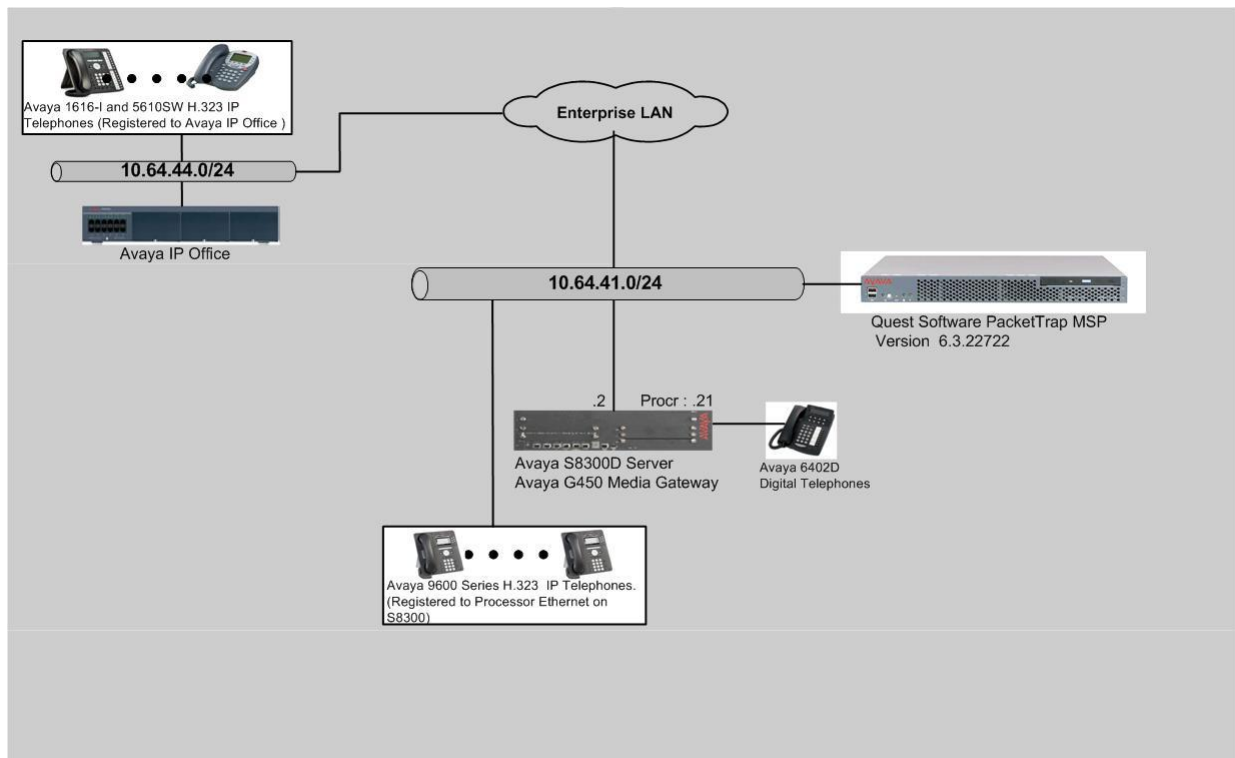 Avaya 1616-I and 5610SW H.323 IP
Telephones (Registered to Avaya IP Office )
10.64.44.0/24
Avaya IP Office
Enterprise LAN
10.64.41.0/24
AVAYA
Quest Software PacketTrap MSP
Version 6.3.22722
.2
Procr : .21
Avaya S8300D Server
Avaya G450 Media Gateway
Avaya 6402D
Digital Telephones
Avaya 9600 Series H.323 IP Telephones.
(Registered to Processor Ethernet on
S8300)